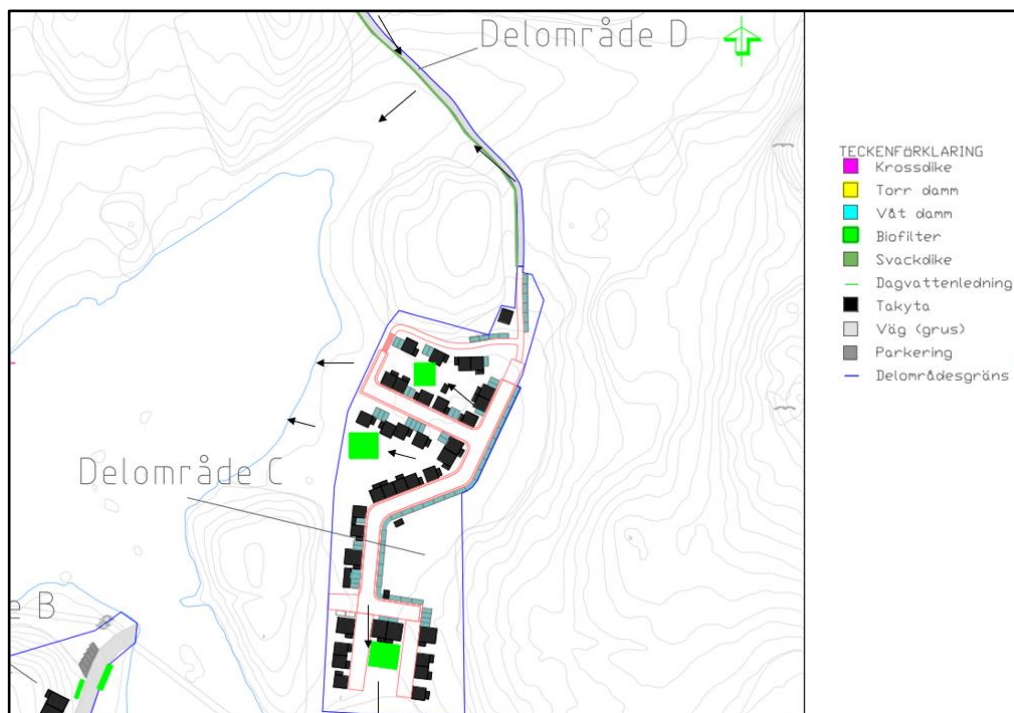 Delområde D
TECKENFÖRKLARING
Krossdike
Torr damm
Våt damm
Biofilter
Svackdike
Dagvattenledning
Takyta
Väg (grus)
Parkering
Delområdesgräns
Delområde C
e B